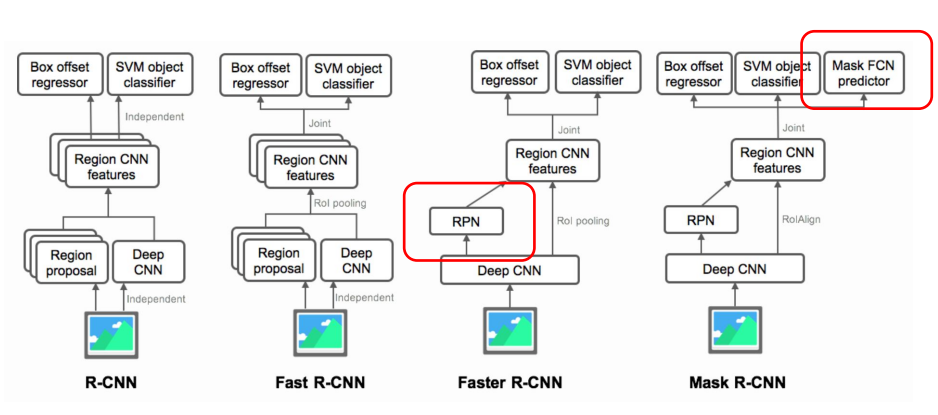 Box offset
regressor
SVM object
classifier
Independent
Region CNN
features
Region
proposal
Deep
CNN
Independent
R-CNN
Box offset
regressor
SVM object
classifier
Joint
Region CNN
features
RoI pooling
Region
proposal
Deep
CNN
Independent
Fast R-CNN
Box offset
regressor
SVM object
classifier
Joint
Region CNN
features
RPN
RoI pooling
Deep CNN
Faster R-CNN
Box offset
regressor
SVM object
classifier
Mask FCN
predictor
Joint
Region CNN
features
RPN
RoIAlign
Deep CNN
Mask R-CNN